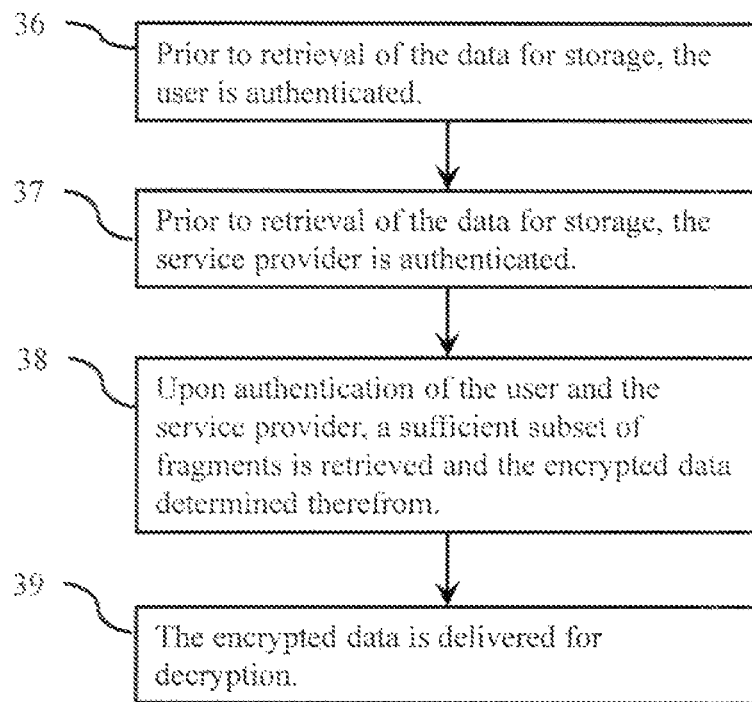 36
Prior to retrieval of the data for storage, the
user is authenticated.
37
Prior to retrieval of the data for storage, the
service provider is authenticated.
38
Upon authentication of the user and the
service provider, a sufficient subset of
fragments is retrieved and the encrypted data
determined therefrom.
39
The encrypted data is delivered for
decryption.